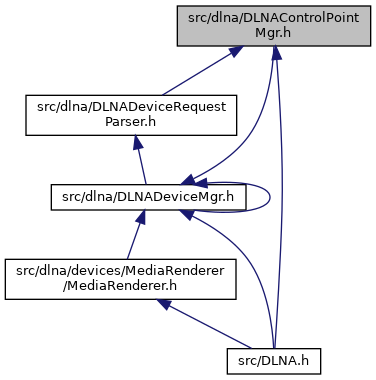 src/dlna/DLNAControlPoint
Mgr.h
src/dlna/DLNADeviceRequest
Parser.h
src/dlna/DLNADeviceMgr.h
src/dlna/devices/MediaRenderer
/MediaRenderer.h
src/DLNA.h